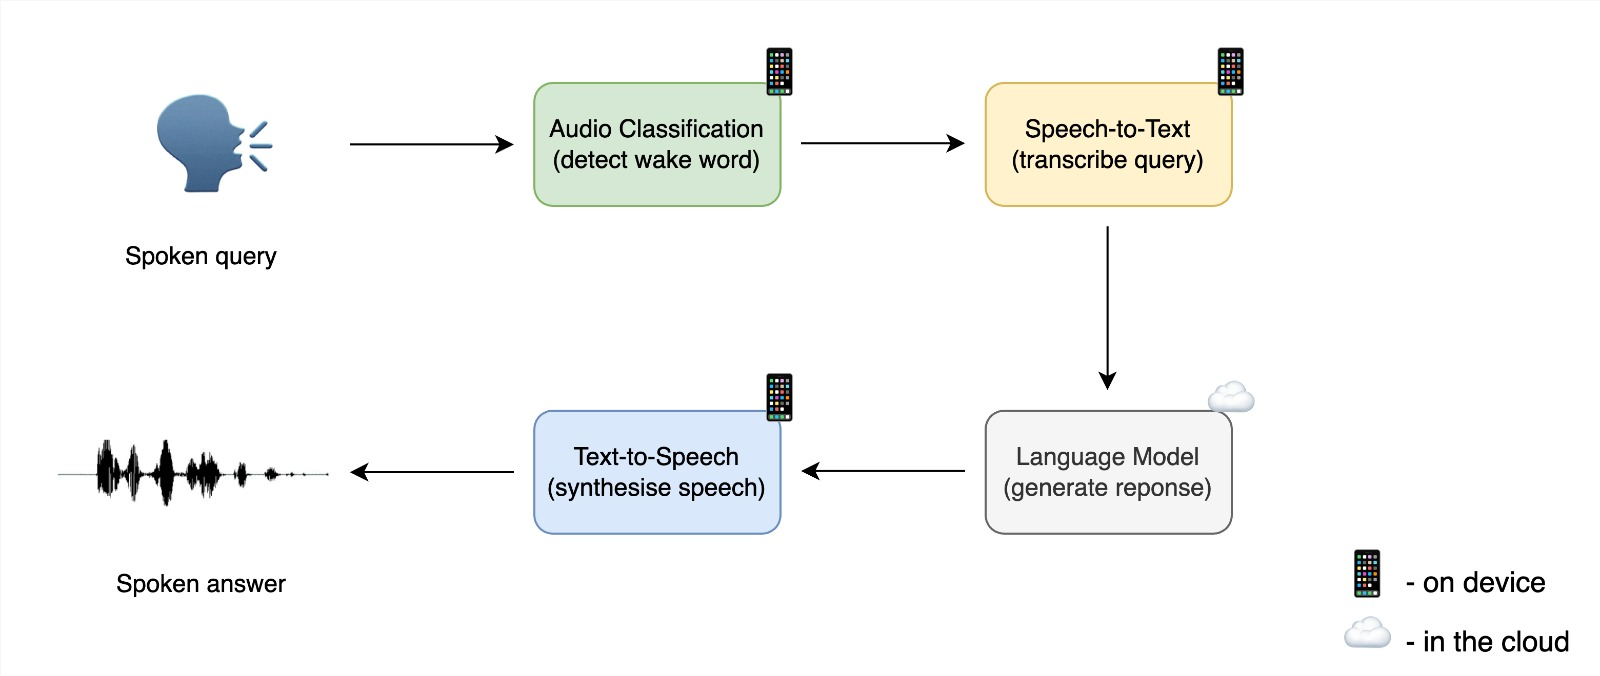 Audio Classification
(detect wake word)
Speech-to-Text
(transcribe query)
Spoken query
Text-to-Speech
(synthesise speech)
Language Model
(generate reponse)
Spoken answer
- on device
- in the cloud